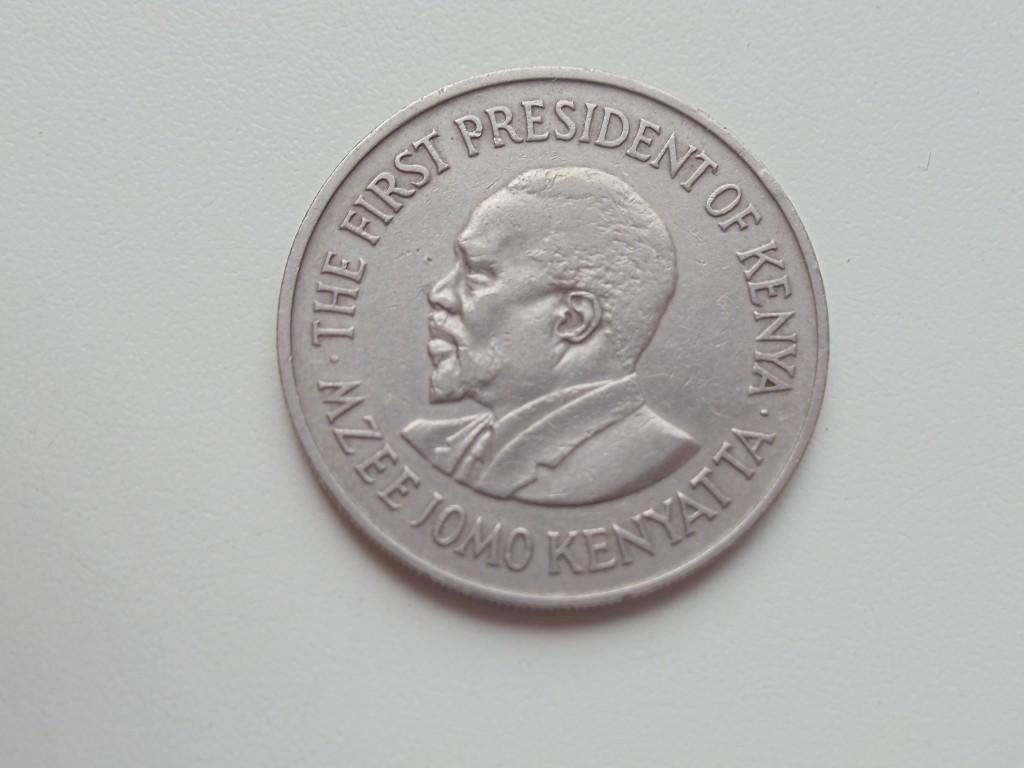 THE FIRST PRESIDENT OF KENYA
· MZEE JOMO KENYATTA ·